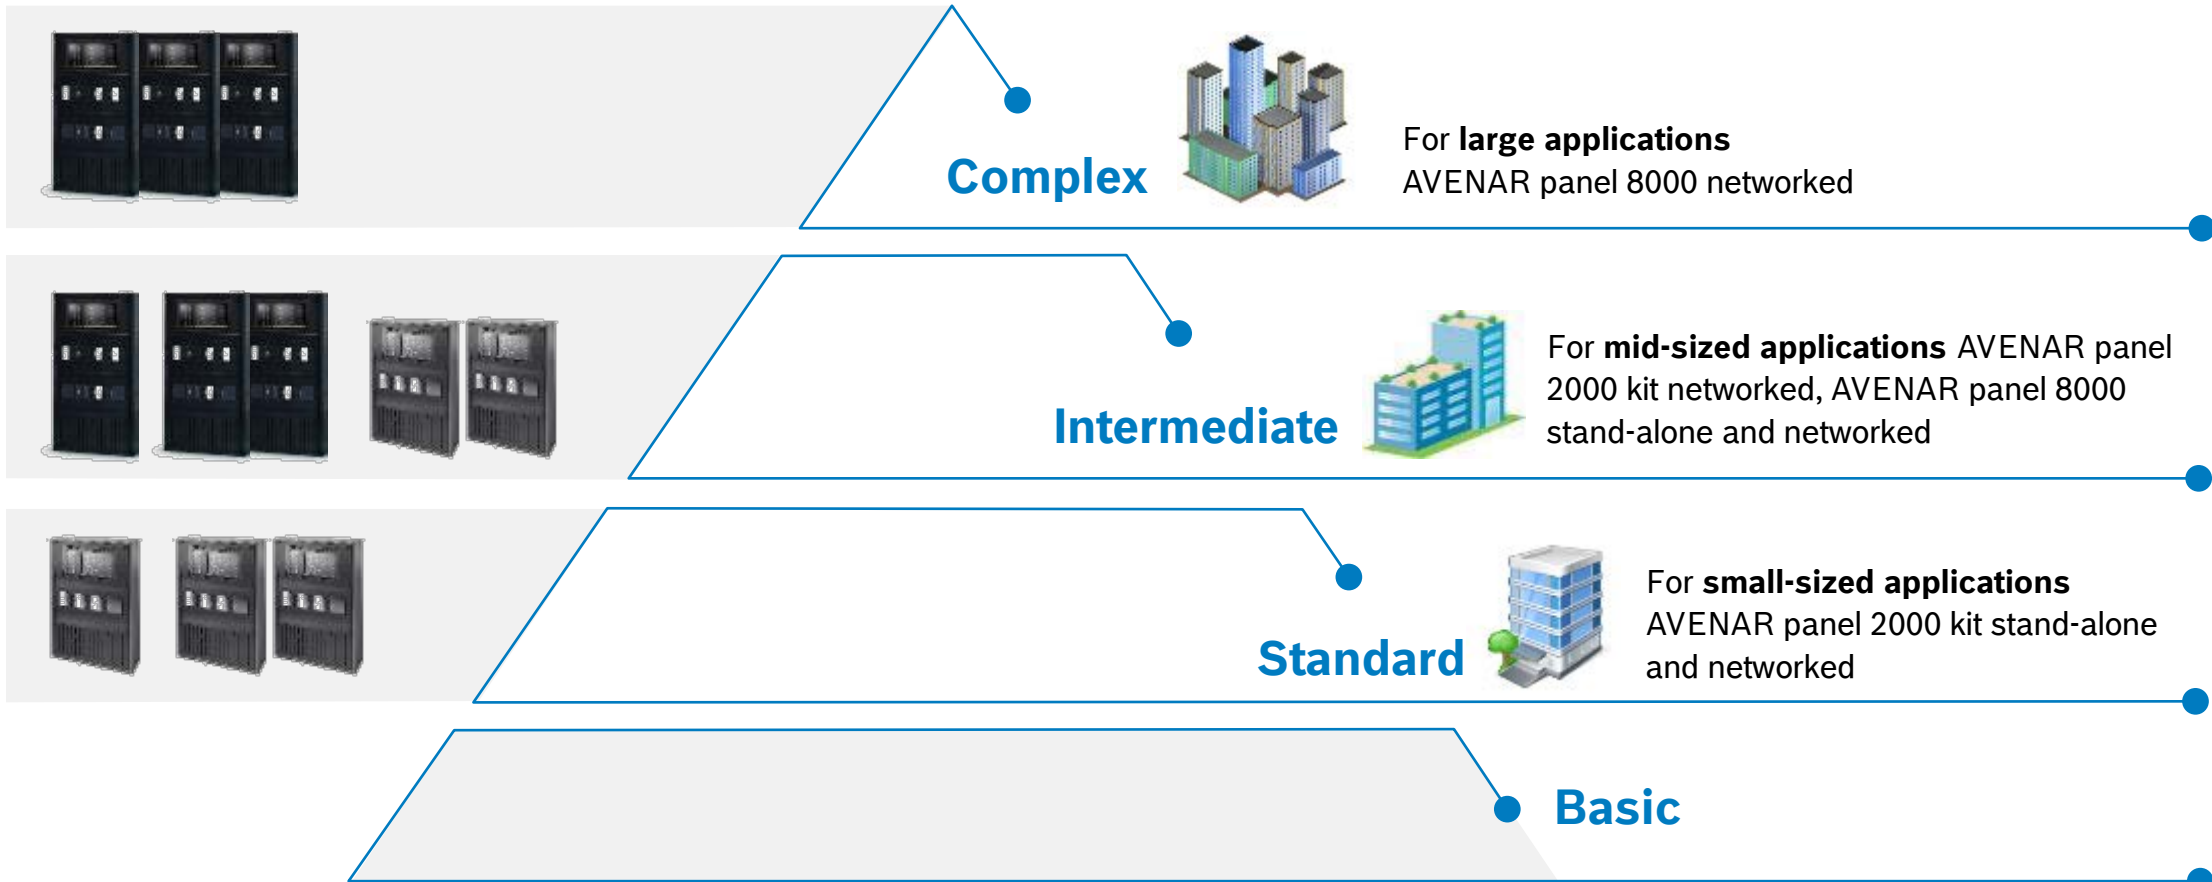 Complex
For large applications
AVENAR panel 8000 networked
Intermediate
For mid-sized applications AVENAR panel
2000 kit networked, AVENAR panel 8000
stand-alone and networked
Standard
For small-sized applications
AVENAR panel 2000 kit stand-alone
and networked
Basic